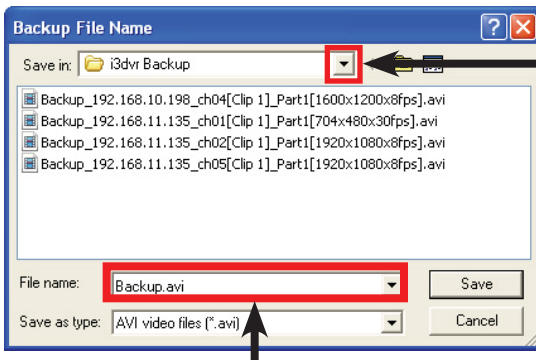 Backup File Name
Save in: i3dvr Backup
Backup_192.168.10.198_ch04[Clip 1]_Part1[1600x1200x8fps].avi
Backup_192.168.11.135_ch01[Clip 1]_Part1[704x480x30fps].avi
Backup_192.168.11.135_ch02[Clip 1]_Part1[1920x1080x8fps].avi
Backup_192.168.11.135_ch05[Clip 1]_Part1[1920x1080x8fps].avi
File name: Backup.avi Save
Save as type: AVI video files (*.avi) Cancel